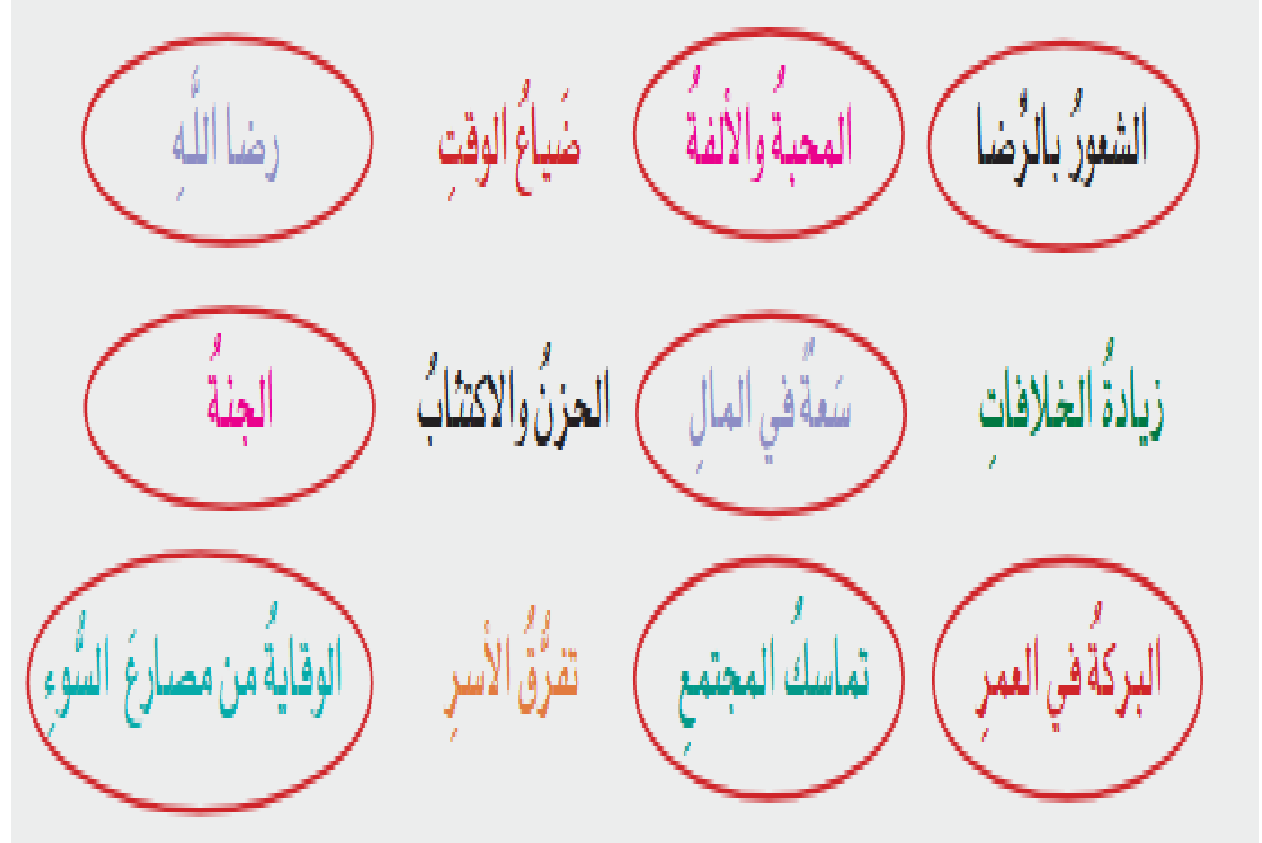 الشعورُ بالرِّضا المحبةُ والألفةُ ضَياعُ الوقتِ رضا اللَّهِ
زيادةُ الخلافاتِ سَعةٌ في المالِ الحزنُ والاكتئابُ الجنةُ
البركةُ في العمرِ تماسكُ المجتمعِ تفرُّقُ الأسرِ الوقايةُ من مصارعَ السُّوءِ